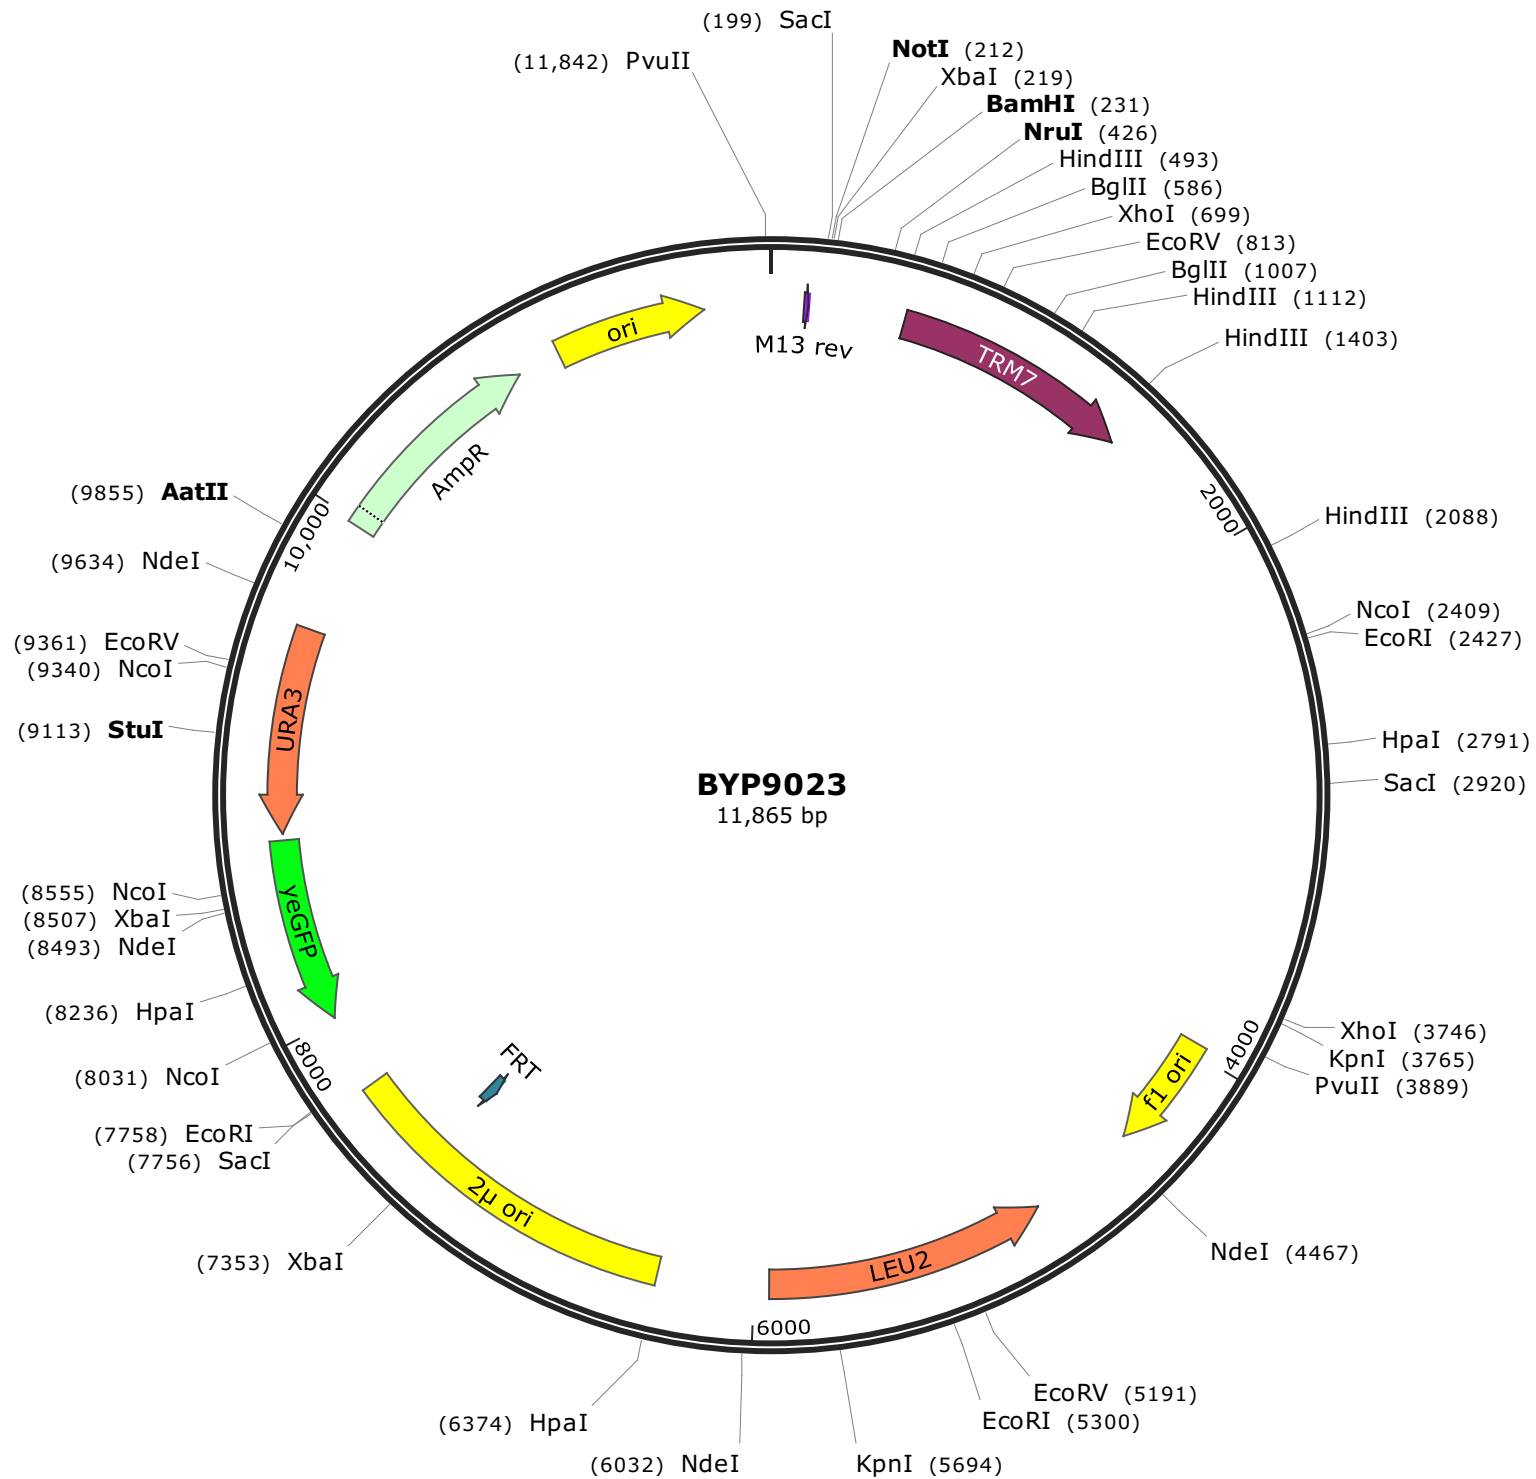 (199) SacI
(11,842) PvuII
NotI (212)
XbaI (219)
BamHI (231)
NruI (426)
HindIII (493)
BglII (586)
XhoI (699)
EcoRV (813)
BglII (1007)
HindIII (1112)
HindIII (1403)
HindIII (2088)
NcoI (2409)
EcoRI (2427)
HpaI (2791)
SacI (2920)
XhoI (3746)
KpnI (3765)
PvuII (3889)
NdeI (4467)
EcoRV (5191)
EcoRI (5300)
KpnI (5694)
(6032) NdeI
(6374) HpaI
(7353) XbaI
(7756) SacI
(7758) EcoRI
(8031) NcoI
(8236) HpaI
(8493) NdeI
(8507) XbaI
(8555) NcoI
(9113) StuI
(9340) NcoI
(9361) EcoRV
(9634) NdeI
(9855) AatII
ori
M13 rev
TRM7
AmpR
2000
10,000
URA3
BYP9023
11,865 bp
yeGFP
4000
f1 ori
8000
FRT
2μ ori
LEU2
6000